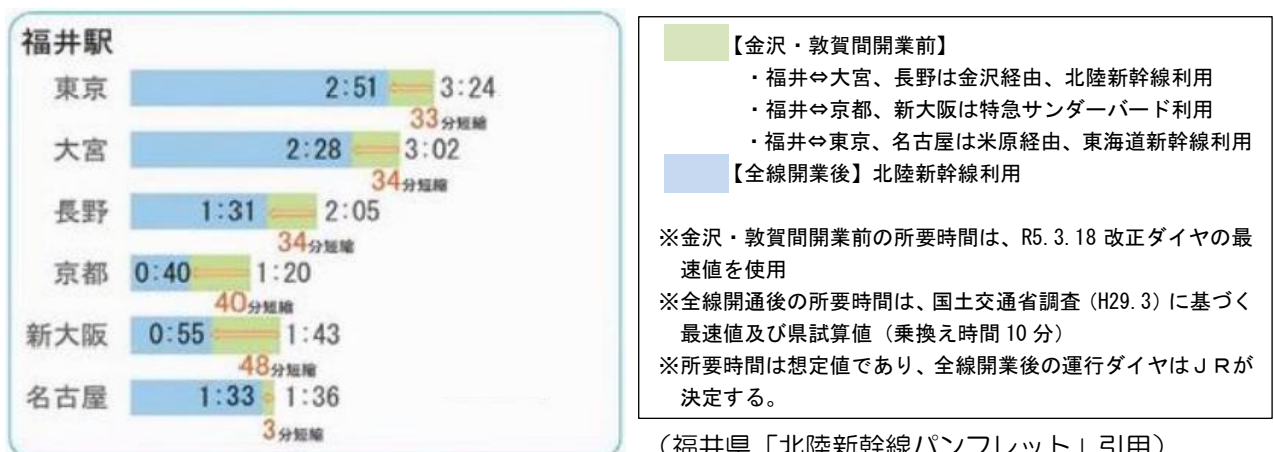 福井駅
東京 2:51 3:24
33分短縮
大宮 2:28 3:02
34分短縮
長野 1:31 2:05
34分短縮
京都 0:40 1:20
40分短縮
新大阪 0:55 1:43
48分短縮
名古屋 1:33 1:36
3分短縮
【金沢・敦賀間開業前】
・福井⇔大宮、長野は金沢経由、北陸新幹線利用
・福井⇔京都、新大阪は特急サンダーバード利用
・福井⇔東京、名古屋は米原経由、東海道新幹線利用
【全線開業後】北陸新幹線利用
※金沢・敦賀間開業前の所要時間は、R5.3.18 改正ダイヤの最
速値を使用
※全線開通後の所要時間は、国土交通省調査（H29.3）に基づく
最速値及び県試算値（乗換え時間 10 分）
※所要時間は想定値であり、全線開業後の運行ダイヤはＪＲが
決定する。
（福井県「北陸新幹線パンフレット」引用）